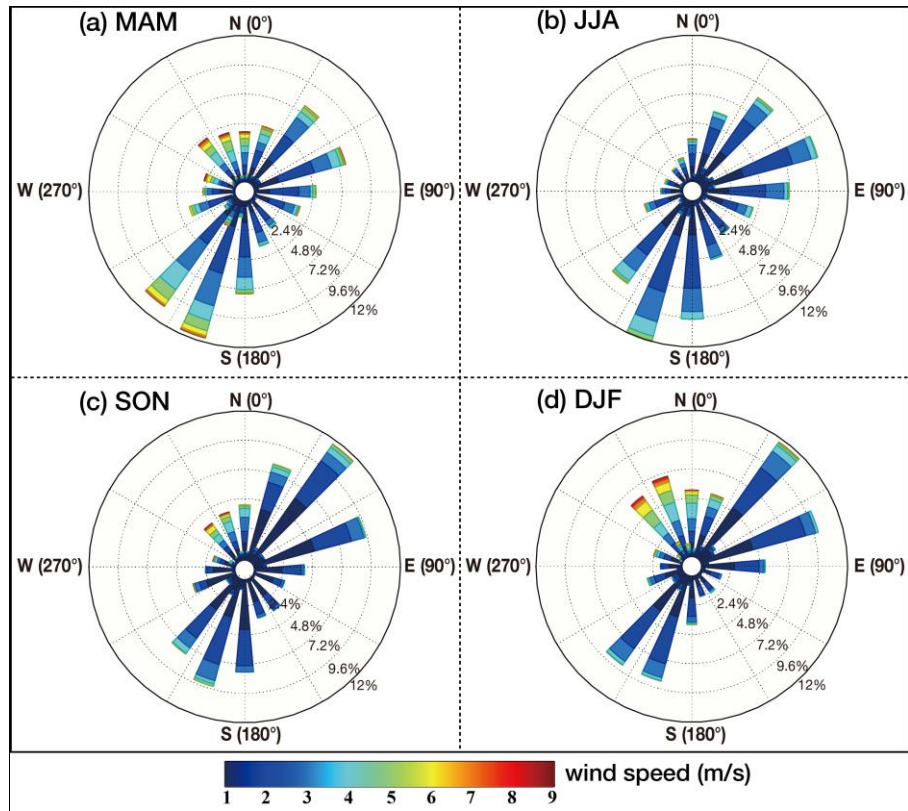 (a) MAM
N (0°)
W (270°)
E (90°)
2.4%
4.8%
7.2%
9.6%
12%
S (180°)
(b) JJA
N (0°)
W (270°)
E (90°)
2.4%
4.8%
7.2%
9.6%
12%
S (180°)
(c) SON
N (0°)
W (270°)
E (90°)
2.4%
4.8%
7.2%
9.6%
12%
S (180°)
(d) DJF
N (0°)
W (270°)
E (90°)
2.4%
4.8%
7.2%
9.6%
12%
S (180°)
wind speed (m/s)
1 2 3 4 5 6 7 8 9